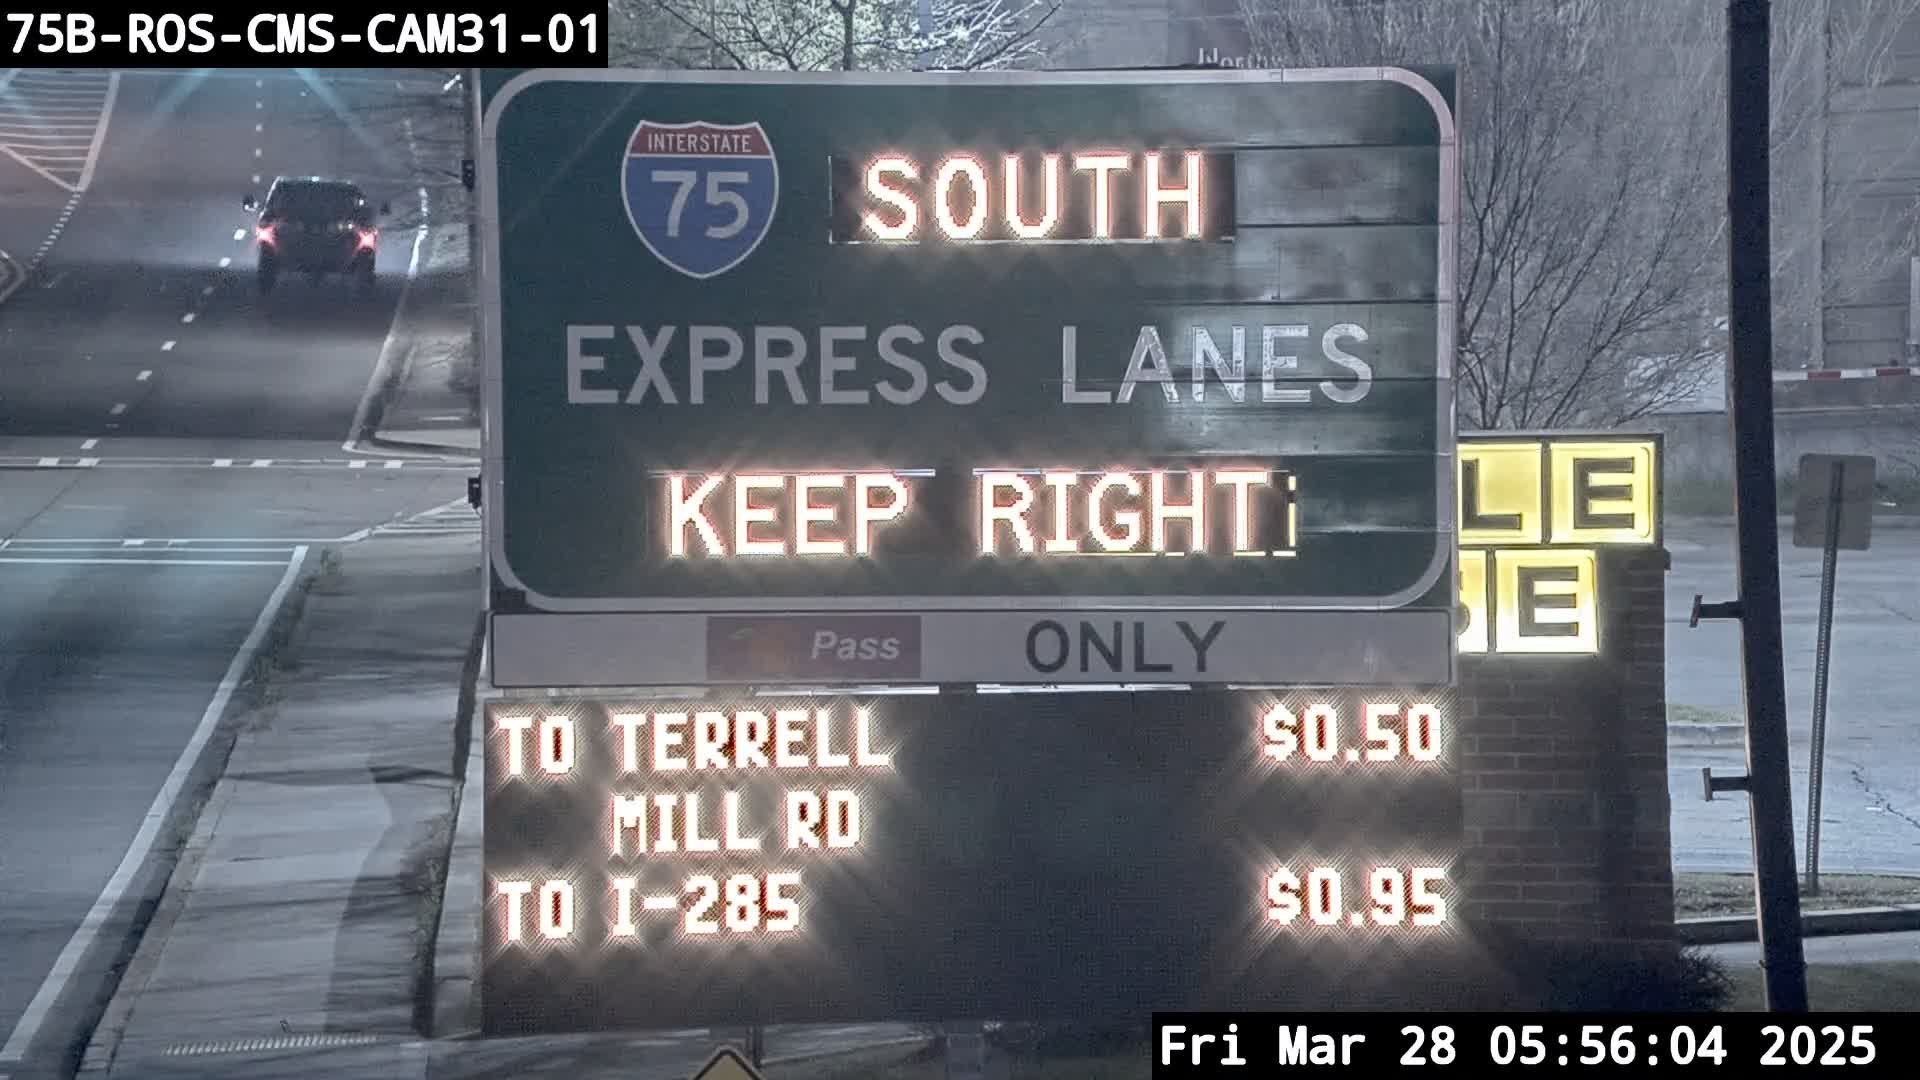 75B-ROS-CMS-CAM31-01
INTERSTATE
75
SOUTH
EXPRESS LANES
KEEP RIGHT
Pass ONLY
TO TERRELL $0.50
MILL RD
TO I-285 $0.95
LE
E
Fri Mar 28 05:56:04 2025